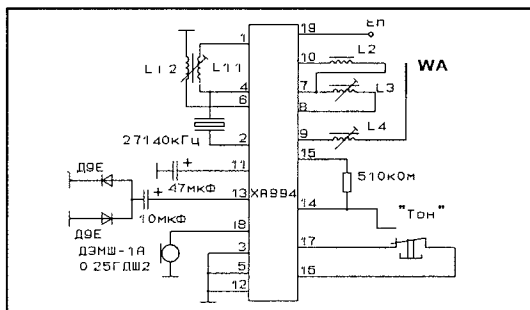 19 Еп
1
10 L2
WA
L1 2 L1 1
4 7 L3
6 8
9 L4
27140кГц 2
15
Д9Е
11
47мкФ
510кОм
13 ХА994 14
10мкФ
"Тон"
Д9Е
18
17
ДЭМШ-1А 3
0.25ГДШ2 5 16
12